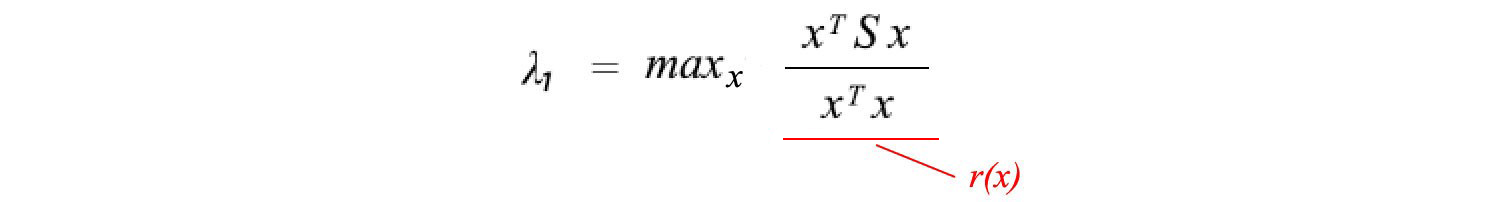 λ₁ = maxₓ xᵀ S x / xᵀ x
r(x)